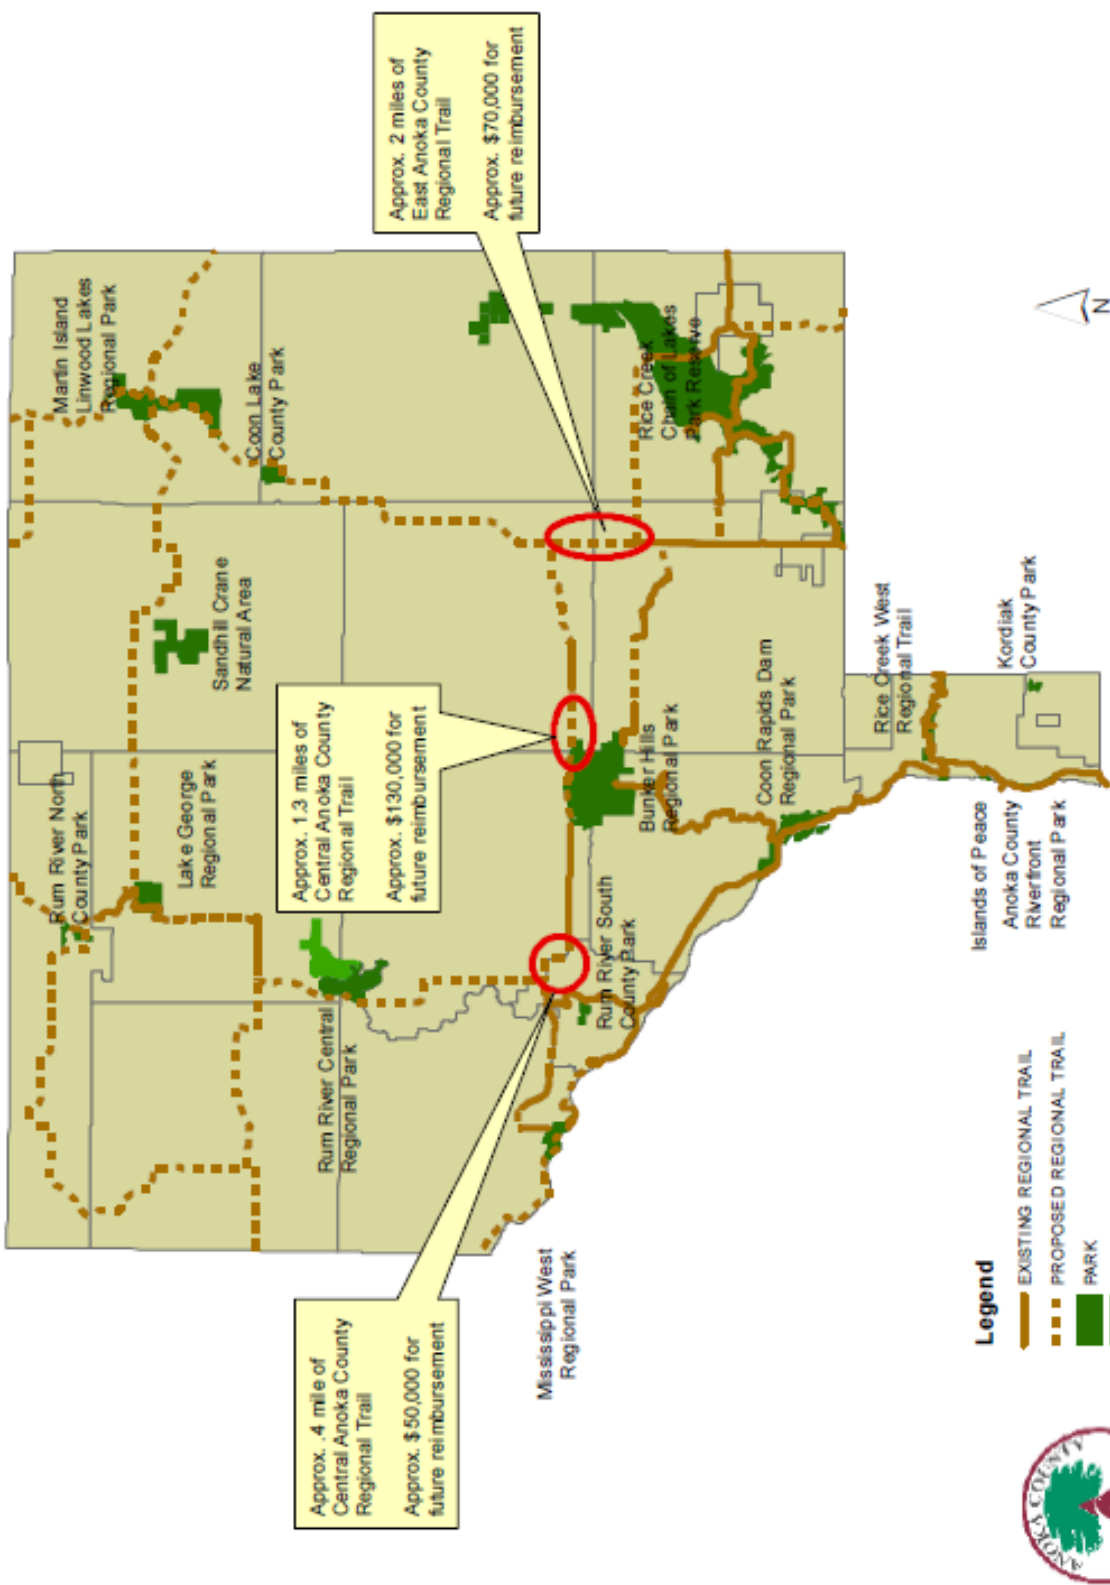 Approx. .4 mile of
Central Anoka County
Regional Trail
Approx. $50,000 for
future reimbursement
Approx. 1.3 miles of
Central Anoka County
Regional Trail
Approx. $130,000 for
future reimbursement
Approx. 2 miles of
East Anoka County
Regional Trail
Approx. $70,000 for
future reimbursement
Rum River North
County Park
Lake George
Regional Park
Sandhill Crane
Natural Area
Martin Island
Linwood Lakes
Regional Park
Coon Lake
County Park
Rum River Central
Regional Park
Mississippi West
Regional Park
Rum River South
County Park
Bunker Hills
Regional Park
Coon Rapids Dam
Regional Park
Rice Creek
Chain of Lakes
Park Reserve
Rice Creek West
Regional Trail
Kordiak
County Park
Islands of Peace
Anoka County
Riverfront
Regional Park
Legend
EXISTING REGIONAL TRAIL
PROPOSED REGIONAL TRAIL
PARK
N
ANOKA COUNTY